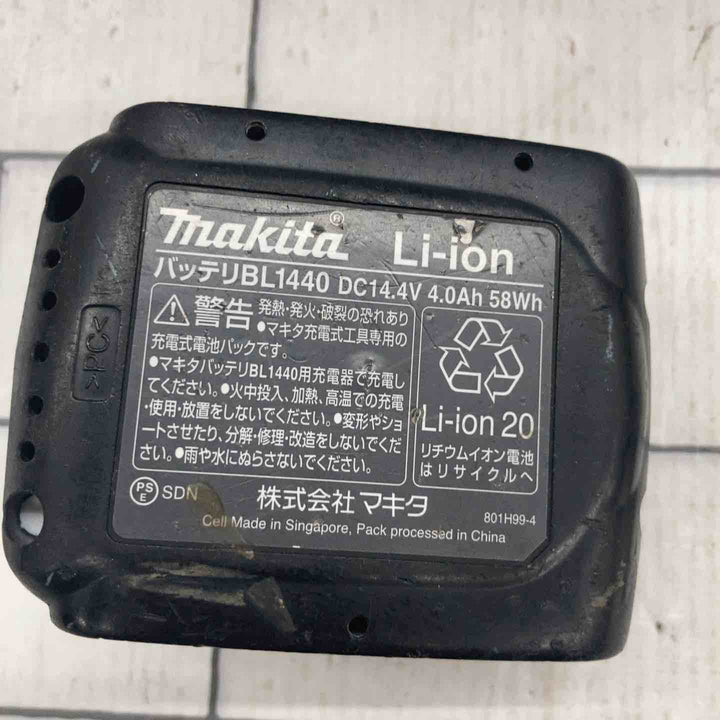 makita® Li-ion
バッテリBL1440 DC14.4V 4.0Ah 58Wh
警告 発熱・発火・破裂の恐れあり
●マキタ充電式工具専用の
充電式電池パックです。
●マキタバッテリBL1440用充電器で充電し
てください。●火中投入、加熱、高温での充電
・使用・放置をしないでください。●変形やショ
ートさせたり、分解・修理・改造をしないでくだ
さい。●雨や水にぬらさないでください。
Li-ion 20
リチウムイオン電池
はリサイクルへ
PS
E SDN
株式会社マキタ
801H99-4
Cell Made in Singapore, Pack processed in China
>PC<